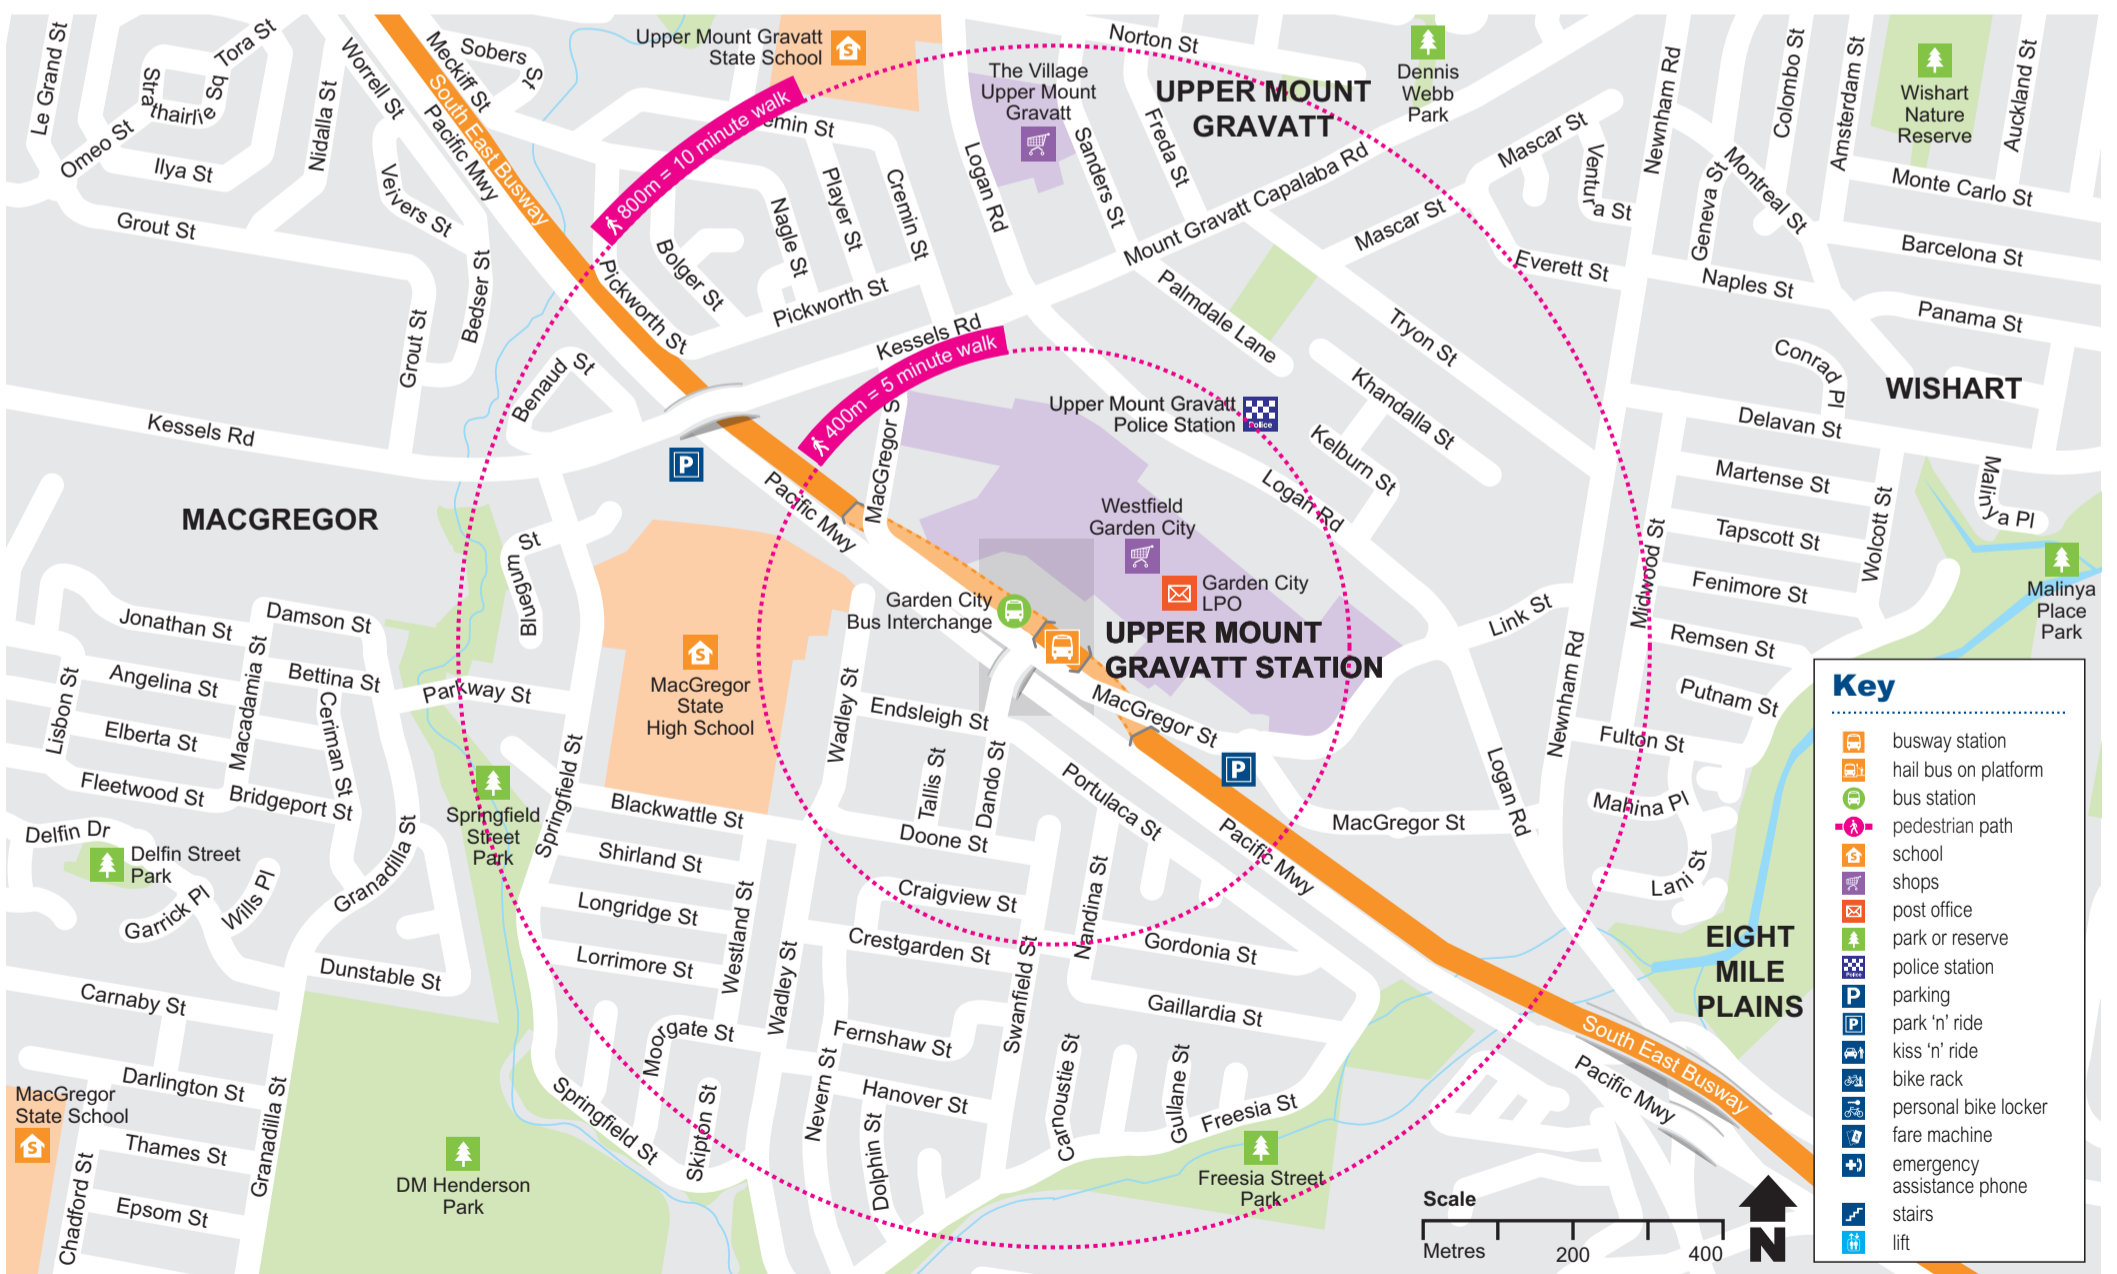 Le Grand St
Tora St
Strathairlie Sq
Omeo St
Ilya St
Nidalla St
Grout St
Worrell St
Meckiff St
Sobers St
South East Busway
Pacific Mwy
Veivers St
Bedser St
Grout St
Kessels Rd
Benaud St
MACGREGOR
Upper Mount Gravatt
State School
800m = 10 minute walk
emin St
Player St
Cremin St
Nagle St
Bolger St
Pickworth St
Pickworth St
Kessels Rd
400m = 5 minute walk
Logan Rd
The Village
Upper Mount
Gravatt
Sanders St
Norton St
Freda St
UPPER MOUNT
GRAVATT
Dennis
Webb
Park
Mount Gravatt Capalaba Rd
Mascar St
Mascar St
Ventura St
Everett St
Newnham Rd
Colombo St
Amsterdam St
Auckland St
Wishart
Nature
Reserve
Geneva St
Montreal St
Monte Carlo St
Barcelona St
Naples St
Panama St
Conrad Pl
WISHART
Delavan St
Martense St
Tapscott St
Fenimore St
Remsen St
Putnam St
Wolcott St
Malinya Pl
Malinya
Place
Park
Midwood St
Palmdale Lane
Tryon St
Khandalla St
Kelburn St
Upper Mount Gravatt
Police Station
Police
Logan Rd
Westfield
Garden City
Garden City
LPO
UPPER MOUNT
GRAVATT STATION
Garden City
Bus Interchange
MacGregor St
Pacific Mwy
P
Blaugum St
MacGregor
State
High School
Jonathan St
Damson St
Angelina St
Bettina St
Elberta St
Fleetwood St
Bridgeport St
Lisbon St
Macadamia St
Ceriman St
Parkway St
Springfield St
Springfield
Street
Park
Delfin Dr
Delfin Street
Park
Garrick Pl
Wills Pl
Granadilla St
Dunstable St
Carnaby St
Darlington St
MacGregor
State School
Thames St
Epsom St
Chadford St
Granadilla St
DM Henderson
Park
Wadley St
Endsleigh St
Tallis St
Dando St
Doone St
Blackwattle St
Shirland St
Longridge St
Lorrimore St
Westland St
Wadley St
Craigview St
Crestgarden St
Swanfield St
Nandina St
Portulaca St
Gordonia St
Gaillardia St
Fernshaw St
Hanover St
Moorgate St
Skipton St
Nevern St
Dolphin St
Springfield St
Carnoustie St
Gullane St
Freesia St
Freesia Street
Park
MacGregor St
P
MacGregor St
Pacific Mwy
Link St
Newnham Rd
Logan Rd
Fulton St
Mahina Pl
Lani St
EIGHT
MILE
PLAINS
South East Busway
Pacific Mwy
Scale
Metres
200
400
N
Key
busway station
hail bus on platform
bus station
pedestrian path
school
shops
post office
park or reserve
police station
parking
park ‘n’ ride
kiss ‘n’ ride
bike rack
personal bike locker
fare machine
emergency
assistance phone
stairs
lift